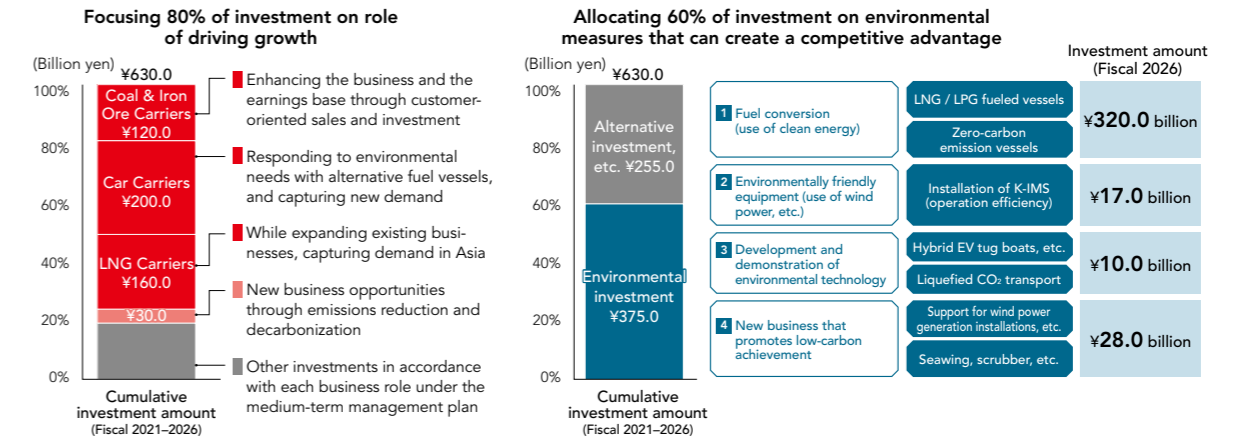 Focusing 80% of investment on role
of driving growth
(Billion yen)
¥630.0
100%
80%
60%
40%
20%
0%
Coal & Iron
Ore Carriers
¥120.0
Car Carriers
¥200.0
LNG Carriers
¥160.0
¥30.0
Cumulative
investment amount
(Fiscal 2021–2026)
Enhancing the business and the
earnings base through customer-
oriented sales and investment
Responding to environmental
needs with alternative fuel vessels,
and capturing new demand
While expanding existing busi-
nesses, capturing demand in Asia
New business opportunities
through emissions reduction and
decarbonization
Other investments in accordance
with each business role under the
medium-term management plan
Allocating 60% of investment on environmental
measures that can create a competitive advantage
(Billion yen)
¥630.0
100%
80%
60%
40%
20%
0%
Alternative
investment,
etc. ¥255.0
Environmental
investment
¥375.0
Cumulative
investment amount
(Fiscal 2021–2026)
Investment amount
(Fiscal 2026)
1 Fuel conversion
(use of clean energy)
LNG / LPG fueled vessels
Zero-carbon
emission vessels
¥320.0 billion
2 Environmentally friendly
equipment (use of wind
power, etc.)
Installation of K-IMS
(operation efficiency)
¥17.0 billion
3 Development and
demonstration of
environmental technology
Hybrid EV tug boats, etc.
Liquefied CO₂ transport
¥10.0 billion
4 New business that
promotes low-carbon
achievement
Support for wind power
generation installations, etc.
Seawing, scrubber, etc.
¥28.0 billion